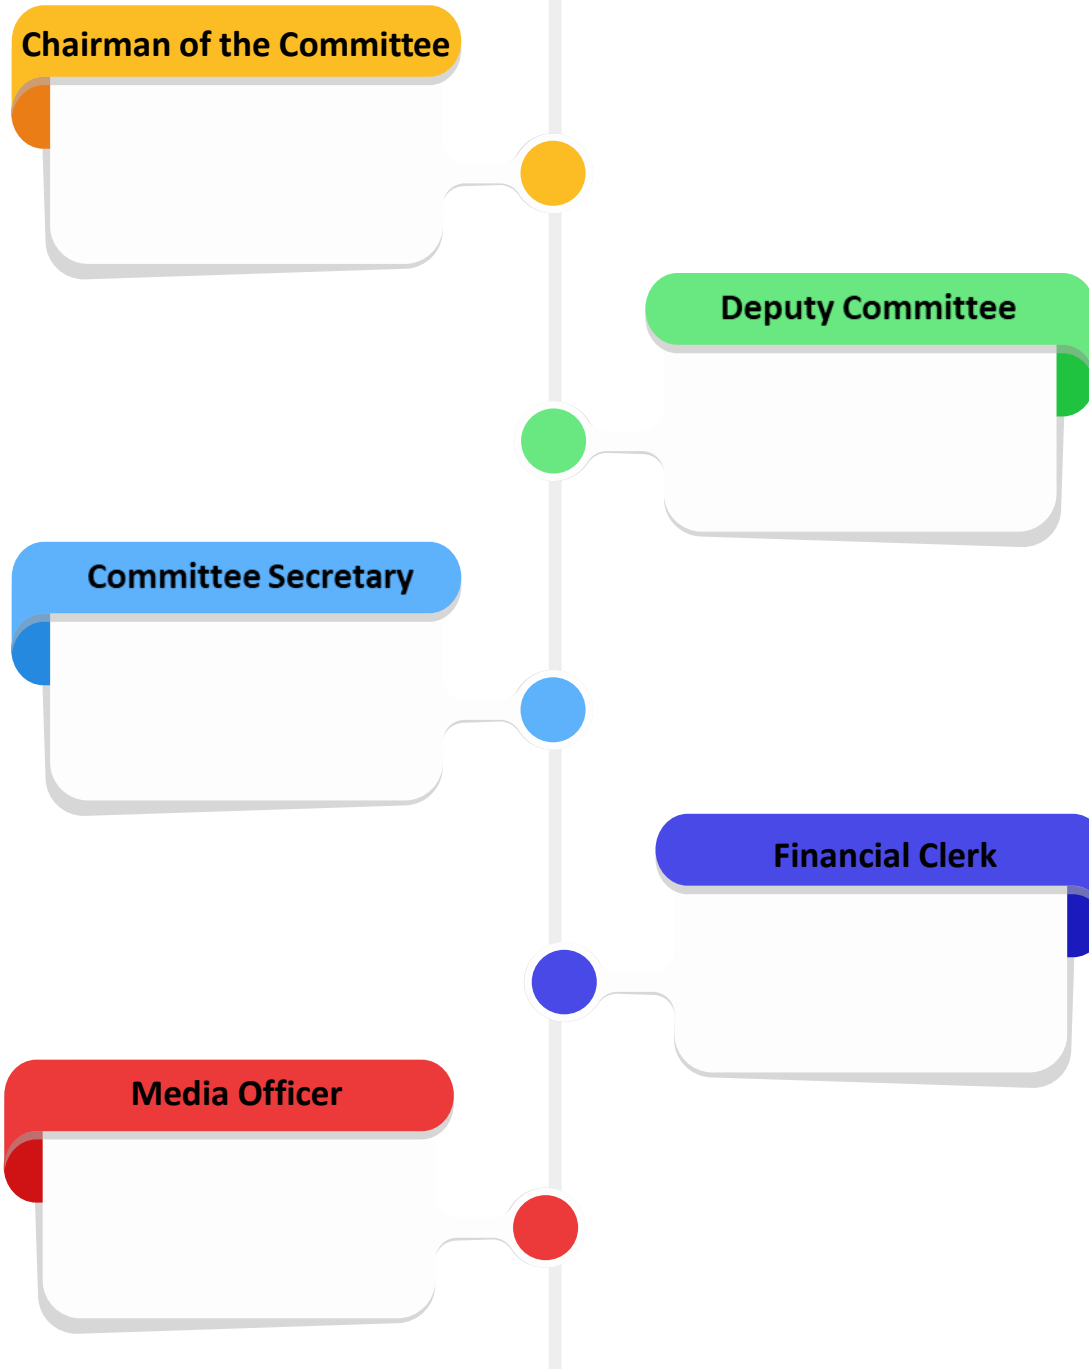 Chairman of the Committee
Deputy Committee
Committee Secretary
Financial Clerk
Media Officer